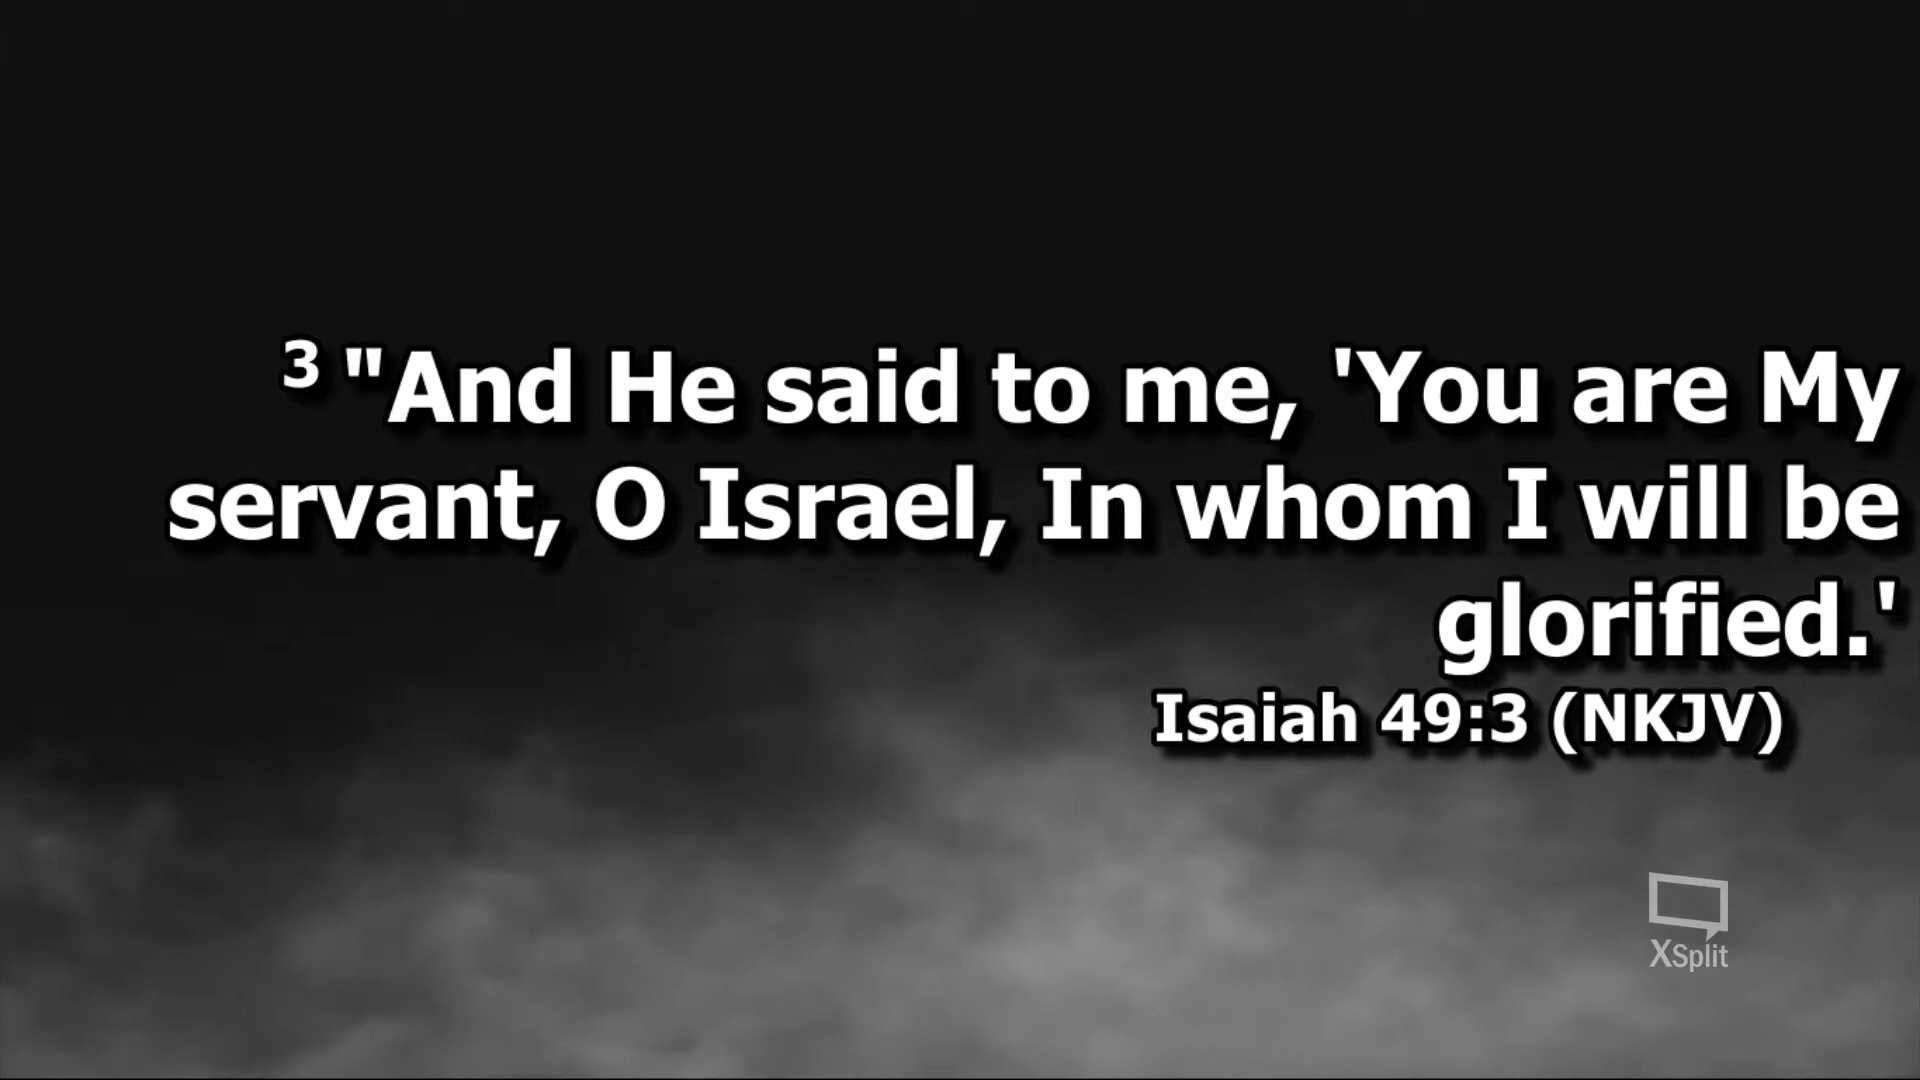 3 "And He said to me, 'You are My
servant, O Israel, In whom I will be
glorified.'
Isaiah 49:3 (NKJV)
XSplit